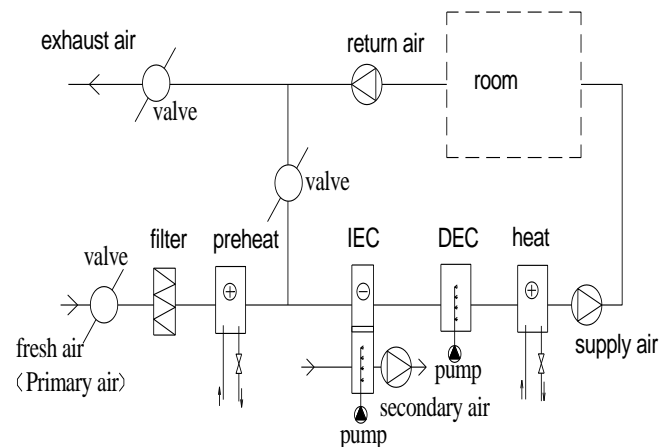 exhaust air
return air
room
valve
valve
filter
preheat
IEC
DEC
heat
valve
fresh air
（Primary air）
supply air
pump
secondary air
pump